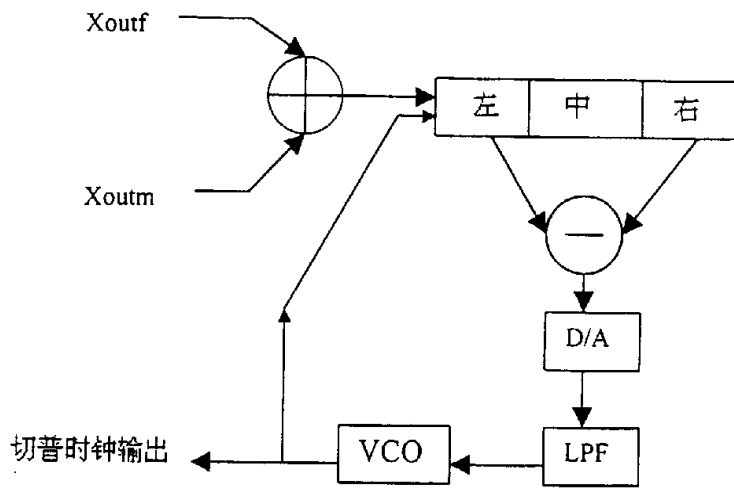 Xoutf
左 中 右
Xoutm
—
D/A
切普时钟输出
VCO
LPF